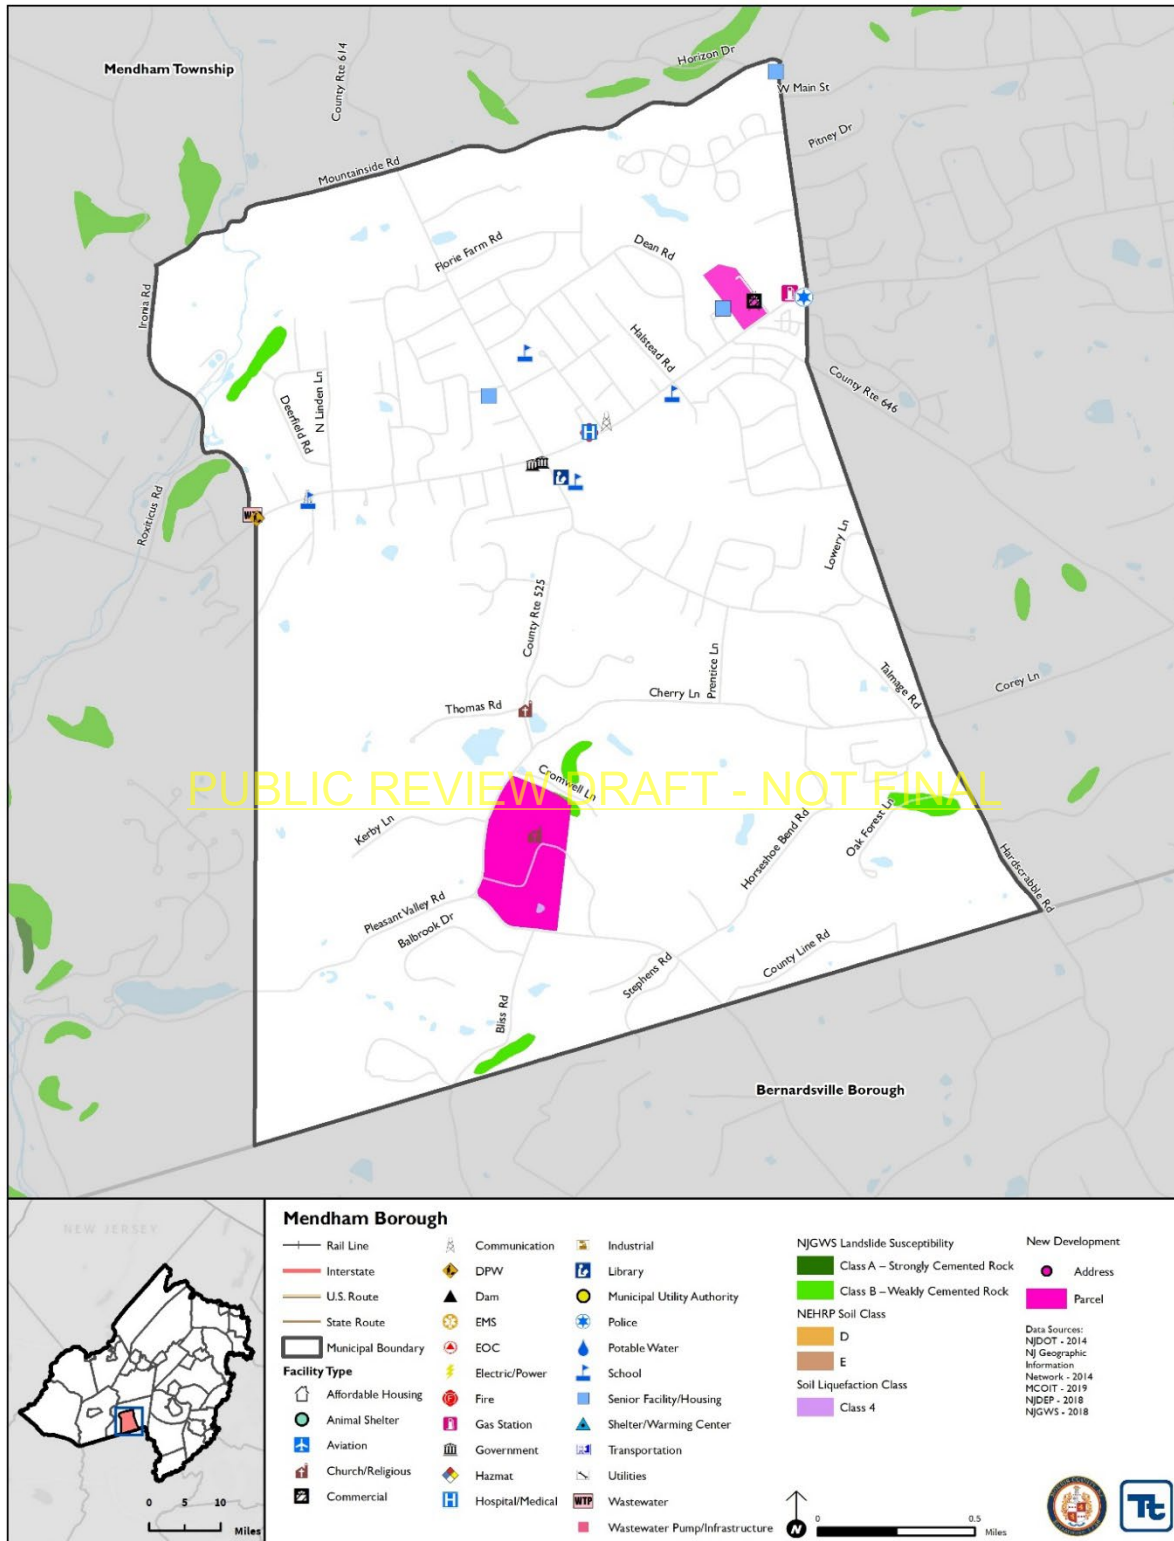 Horizon Dr
County Rte 614
Mendham Township
W Main St
Pitney Dr
Mountainside Rd
Florie Farm Rd
Dean Rd
Ironia Rd
Halstead Rd
County Rte 646
N Linden Ln
Deerfield Rd
H
Roxiticus Rd
WTP
Lowery Ln
County Rte 525
Prentice Ln
Talmage Rd
Corey Ln
Cherry Ln
Thomas Rd
Cromwell Ln
PUBLIC REVIEW DRAFT - NOT FINAL
Kerby Ln
Horseshoe Bend Rd
Oak Forest Ln
Hardscrabble Rd
Pleasant Valley Rd
Balbrook Dr
County Line Rd
Stephens Rd
Bliss Rd
Bernardsville Borough
NEW JERSEY
0 5 10
Miles
Mendham Borough
Rail Line
Interstate
U.S. Route
State Route
Municipal Boundary
Facility Type
Affordable Housing
Animal Shelter
Aviation
Church/Religious
Commercial
Communication
DPW
Dam
EMS
EOC
Electric/Power
Fire
Gas Station
Government
Hazmat
H Hospital/Medical
Industrial
Library
Municipal Utility Authority
Police
Potable Water
School
Senior Facility/Housing
Shelter/Warming Center
Transportation
Utilities
WTP Wastewater
Wastewater Pump/Infrastructure
NJGWS Landslide Susceptibility
Class A – Strongly Cemented Rock
Class B – Weakly Cemented Rock
NEHRP Soil Class
D
E
Soil Liquefaction Class
Class 4
New Development
Address
Parcel
Data Sources:
NJDOT - 2014
NJ Geographic
Information
Network - 2014
MCOIT - 2019
NJDEP - 2018
NJGWS - 2018
N
0 0.5
Miles
Tt